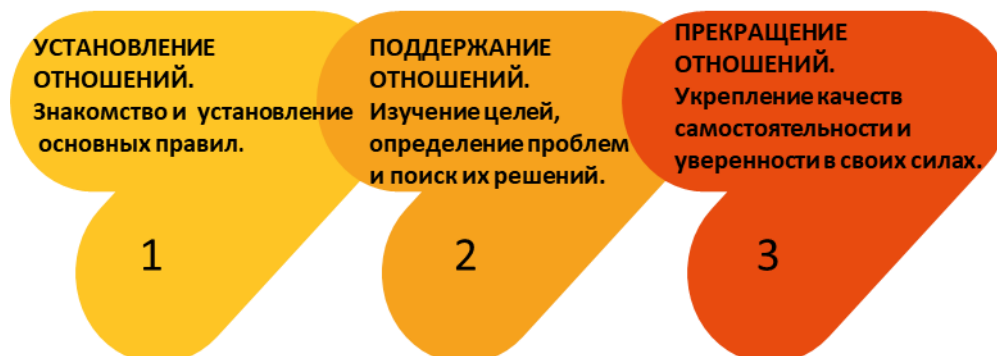 УСТАНОВЛЕНИЕ
ОТНОШЕНИЙ.
Знакомство и установление
основных правил.
1
ПОДДЕРЖАНИЕ
ОТНОШЕНИЙ.
Изучение целей,
определение проблем
и поиск их решений.
2
ПРЕКРАЩЕНИЕ
ОТНОШЕНИЙ.
Укрепление качеств
самостоятельности и
уверенности в своих силах.
3